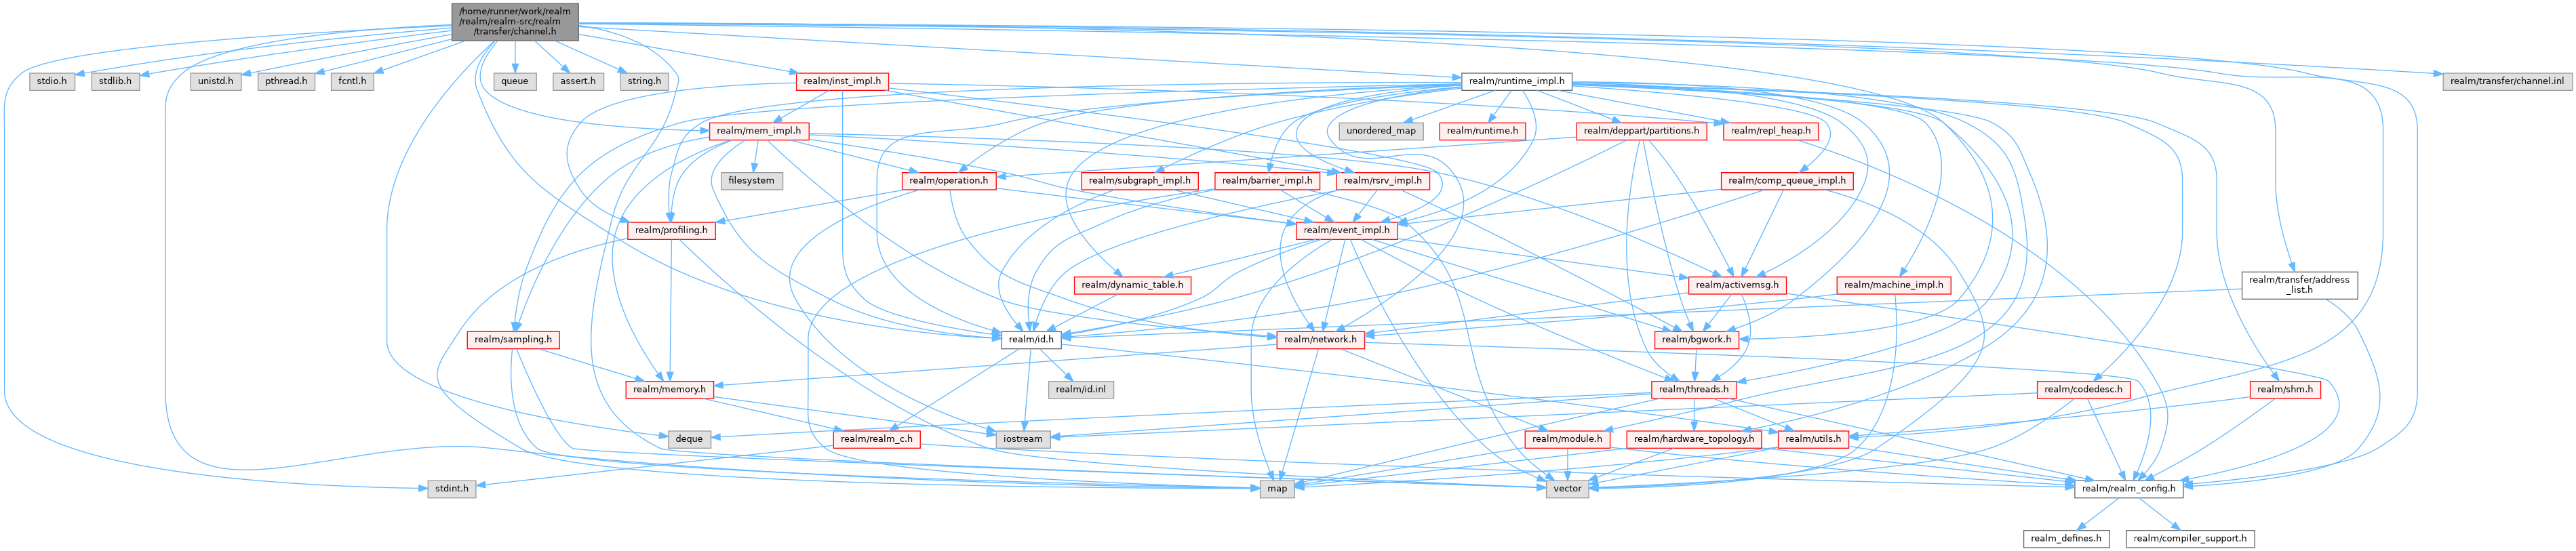 /home/runner/work/realm
/realm/realm-src/realm
/transfer/channel.h
stdio.h
stdlib.h
unistd.h
pthread.h
fcntl.h
queue
assert.h
string.h
realm/inst_impl.h
realm/runtime_impl.h
realm/transfer/channel.inl
realm/mem_impl.h
unordered_map
realm/runtime.h
realm/deppart/partitions.h
realm/repl_heap.h
filesystem
realm/operation.h
realm/subgraph_impl.h
realm/barrier_impl.h
realm/rsrv_impl.h
realm/comp_queue_impl.h
realm/profiling.h
realm/event_impl.h
realm/dynamic_table.h
realm/activemsg.h
realm/machine_impl.h
realm/transfer/address
_list.h
realm/sampling.h
realm/id.h
realm/network.h
realm/bgwork.h
realm/memory.h
realm/id.inl
realm/threads.h
realm/codedesc.h
realm/shm.h
deque
realm/realm_c.h
iostream
realm/module.h
realm/hardware_topology.h
realm/utils.h
stdint.h
map
vector
realm/realm_config.h
realm_defines.h
realm/compiler_support.h